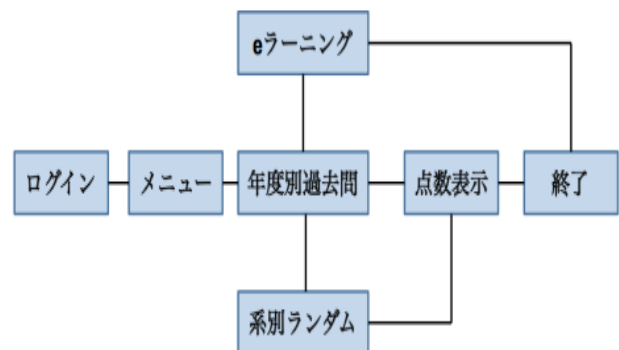 eラーニング
ログイン
メニュー
年度別過去問
点数表示
終了
系別ランダム